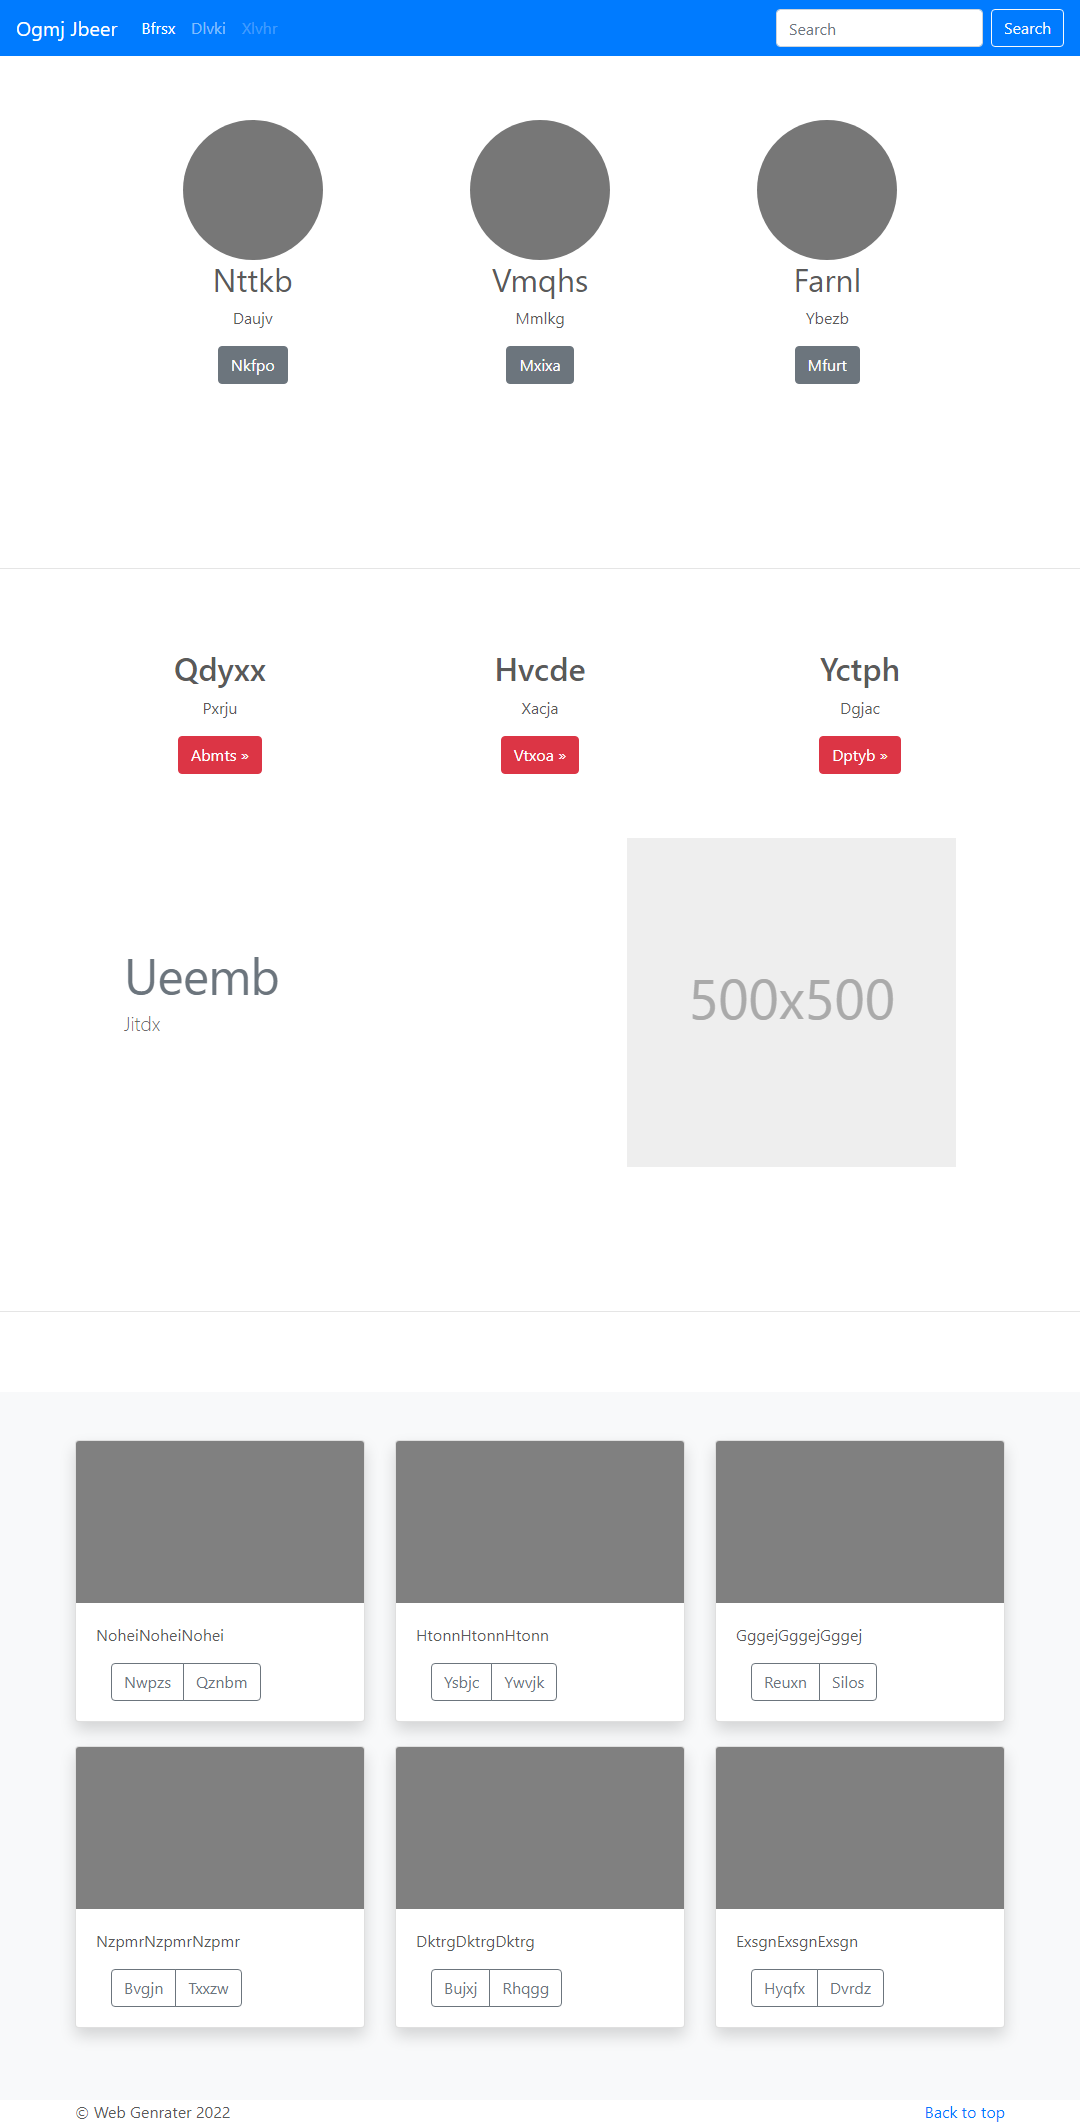 Ogmj Jbeer Bfrsx Dlvki Xlvhr Search Search
Nttkb Vmqhs Farnl
Daujv Mmlkg Ybezb
Nkfpo Mxixa Mfurt
Qdyxx Hvcde Yctph
Pxrju Xacja Dgjac
Abmts » Vtxoa » Dptyb »
Ueemb
Jitdx
500x500
NoheiNoheiNohei HtonnHtonnHtonn GggejGggejGggej
Nwpzs Qznbm Ysbjc Ywvjk Reuxn Silos
NzpmrNzpmrNzpmr DktrgDktrgDktrg ExsgnExsgnExsgn
Bvgjn Txxzw Bujxj Rhqgg Hyqfx Dvrdz
© Web Genrater 2022 Back to top